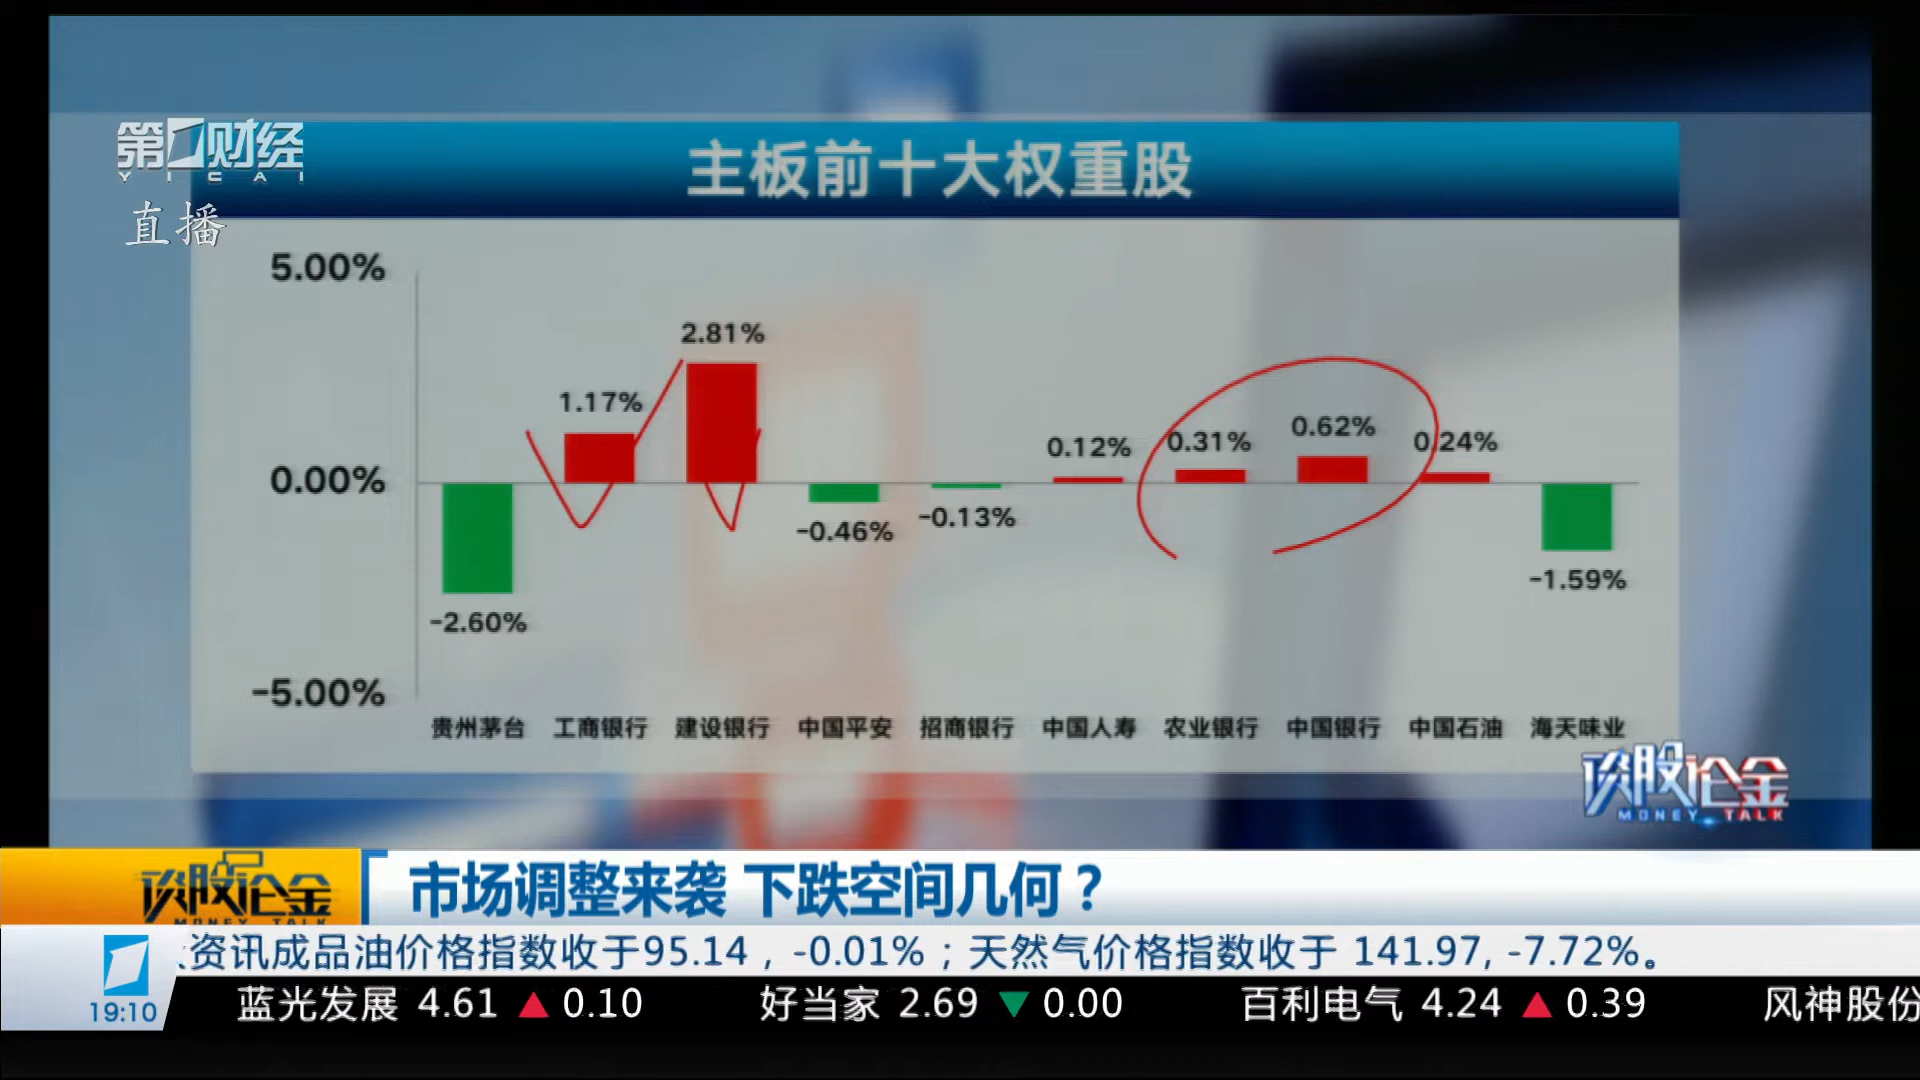 第一财经
YICAI
直播
主板前十大权重股
5.00%
0.00%
-5.00%
-2.60%
1.17%
2.81%
-0.46%
-0.13%
0.12%
0.31%
0.62%
0.24%
-1.59%
贵州茅台 工商银行 建设银行 中国平安 招商银行 中国人寿 农业银行 中国银行 中国石油 海天味业
谈股论金
MONEY TALK
谈股论金
MONEY TALK
市场调整来袭 下跌空间几何？
资讯成品油价格指数收于95.14，-0.01%；天然气价格指数收于 141.97, -7.72%。
19:10
蓝光发展 4.61 ▲ 0.10 好当家 2.69 ▼ 0.00 百利电气 4.24 ▲ 0.39 风神股份